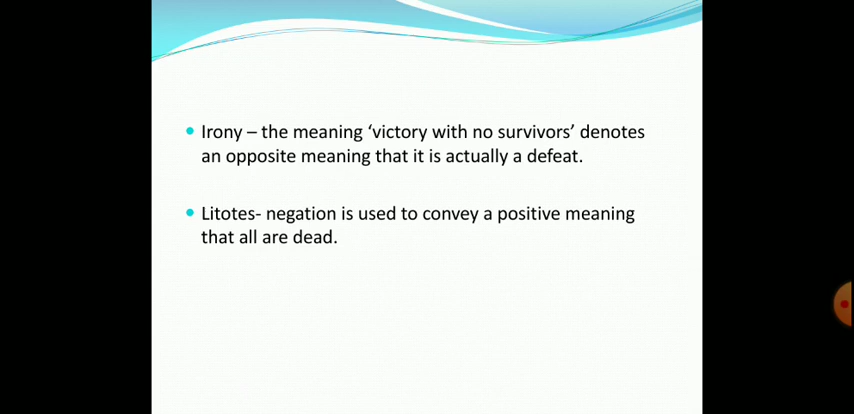 • Irony – the meaning ‘victory with no survivors’ denotes
an opposite meaning that it is actually a defeat.
• Litotes- negation is used to convey a positive meaning
that all are dead.